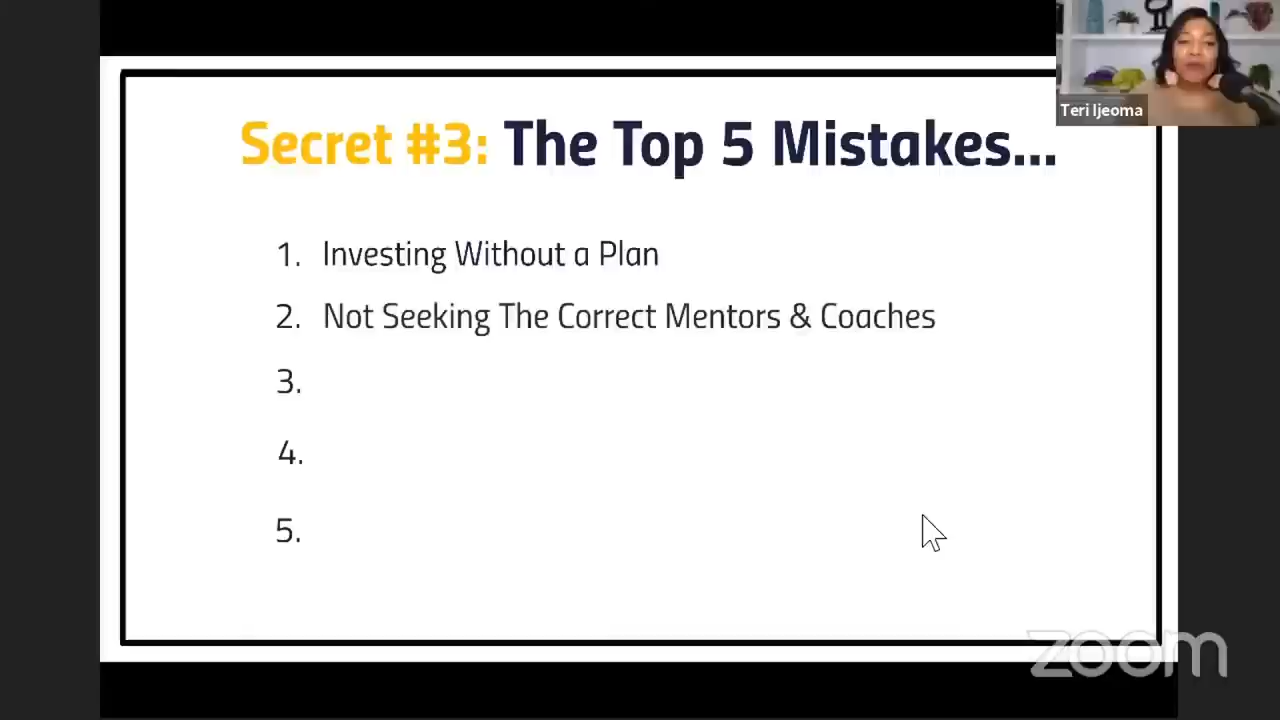 Teri Ijeoma
Secret #3: The Top 5 Mistakes...
1. Investing Without a Plan
2. Not Seeking The Correct Mentors & Coaches
3.
4.
5.
zoom